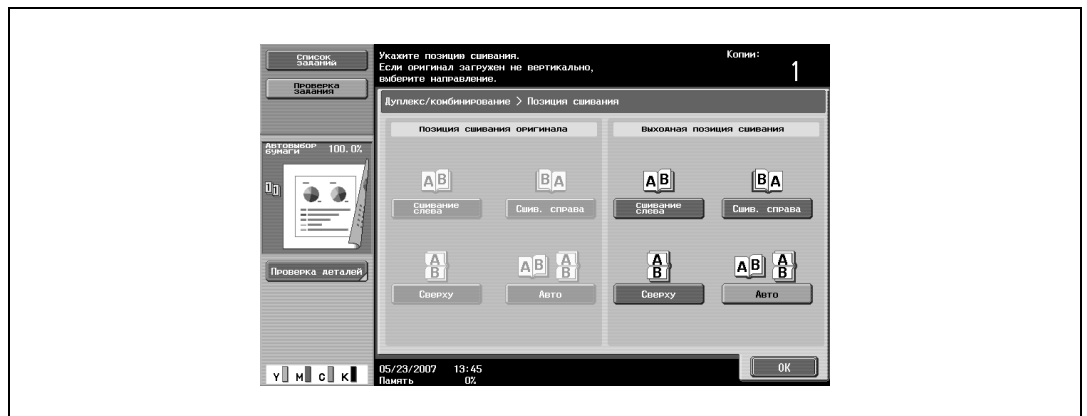 Список
заданий
Проверка
задания
Автовыбор
бумаги 100.0%
Проверка деталей
Y M C K
Укажите позицию сшивания.
Если оригинал загружен не вертикально,
выберите направление.
Копии:
1
Дуплекс/комбинирование > Позиция сшивания
Позиция сшивания оригинала
Выходная позиция сшивания
A B
B A
A B
B A
Сшивание
слева
Сшив. справа
Сшивание
слева
Сшив. справа
A
B
A B
A
B
A
B
A B
A
B
Сверху
Авто
Сверху
Авто
05/23/2007 13:45
Память 0%
OK